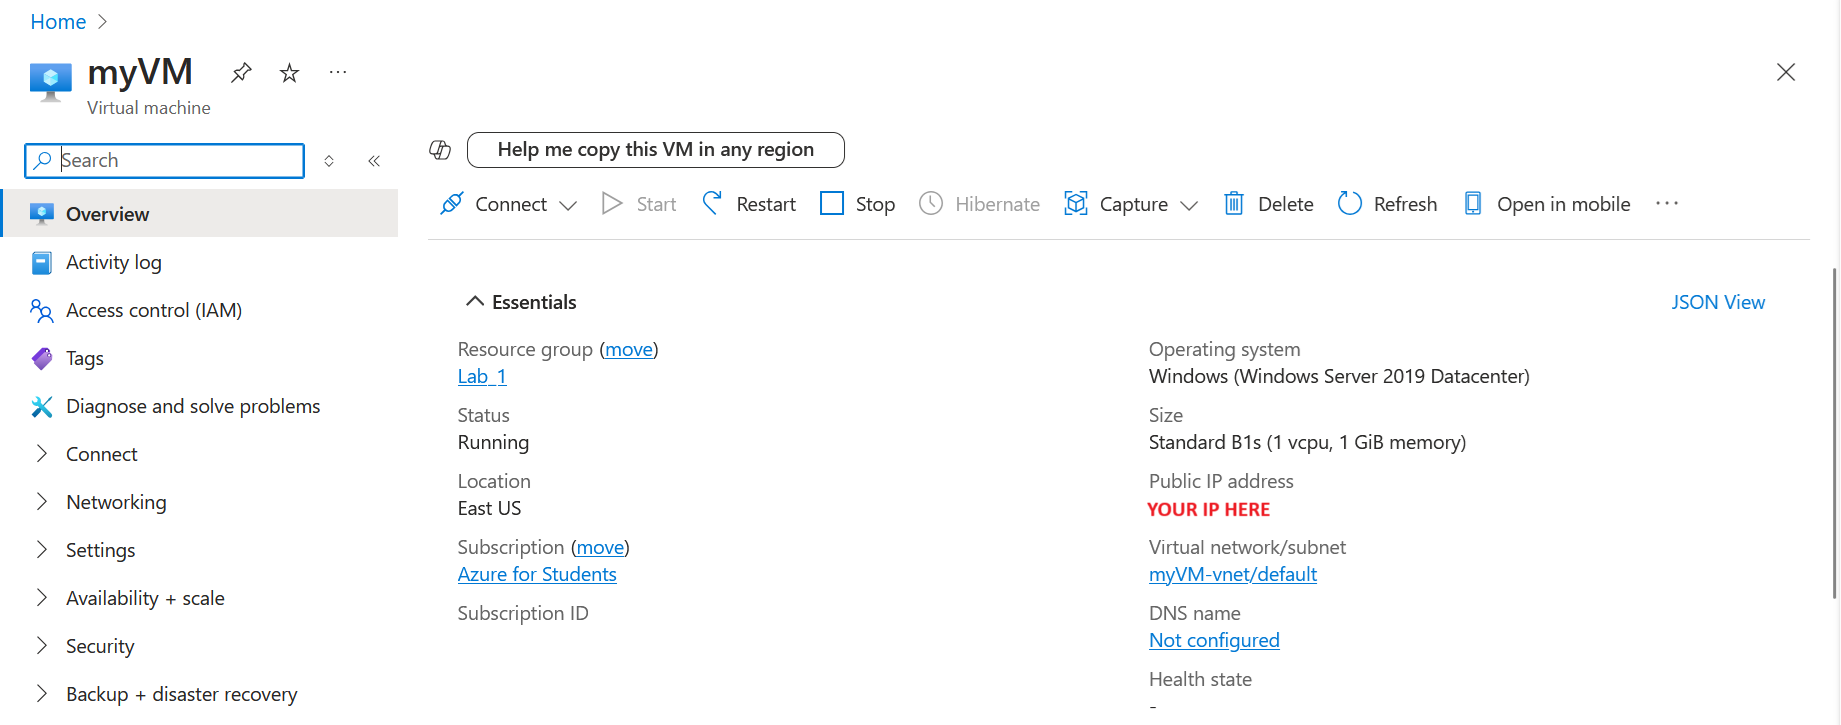 Home
myVM
Virtual machine
Search
Help me copy this VM in any region
Connect Start Restart Stop Hibernate Capture Delete Refresh Open in mobile
Overview
Activity log
Access control (IAM)
Tags
Diagnose and solve problems
Connect
Networking
Settings
Availability + scale
Security
Backup + disaster recovery
Essentials
JSON View
Resource group (move)
Lab_1
Status
Running
Location
East US
Subscription (move)
Azure for Students
Subscription ID
Operating system
Windows (Windows Server 2019 Datacenter)
Size
Standard B1s (1 vcpu, 1 GiB memory)
Public IP address
YOUR IP HERE
Virtual network/subnet
myVM-vnet/default
DNS name
Not configured
Health state
-